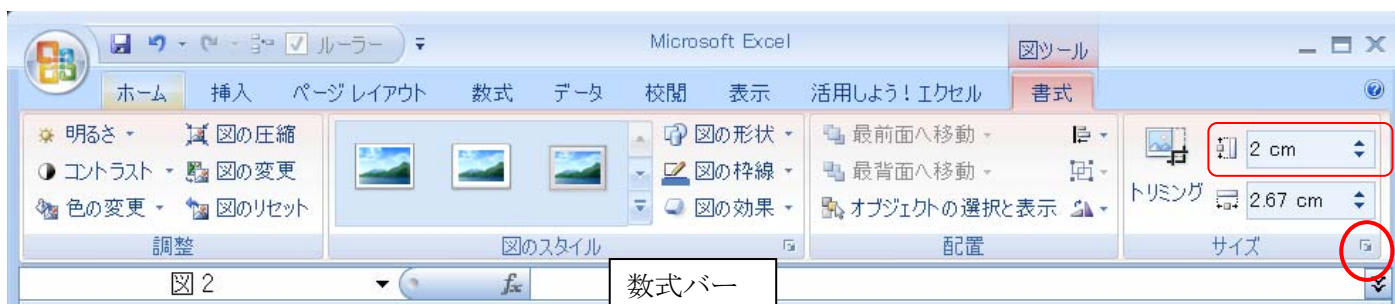 ルーラー Microsoft Excel 図ツール
ホーム 挿入 ページレイアウト 数式 データ 校閲 表示 活用しよう!エクセル 書式
明るさ 図の圧縮 図の形状 最前面へ移動 2 cm
コントラスト 図の変更 図の枠線 最背面へ移動
色の変更 図のリセット 図の効果 オブジェクトの選択と表示 トリミング 2.67 cm
調整 図のスタイル 配置 サイズ
図 2 fx 数式バー